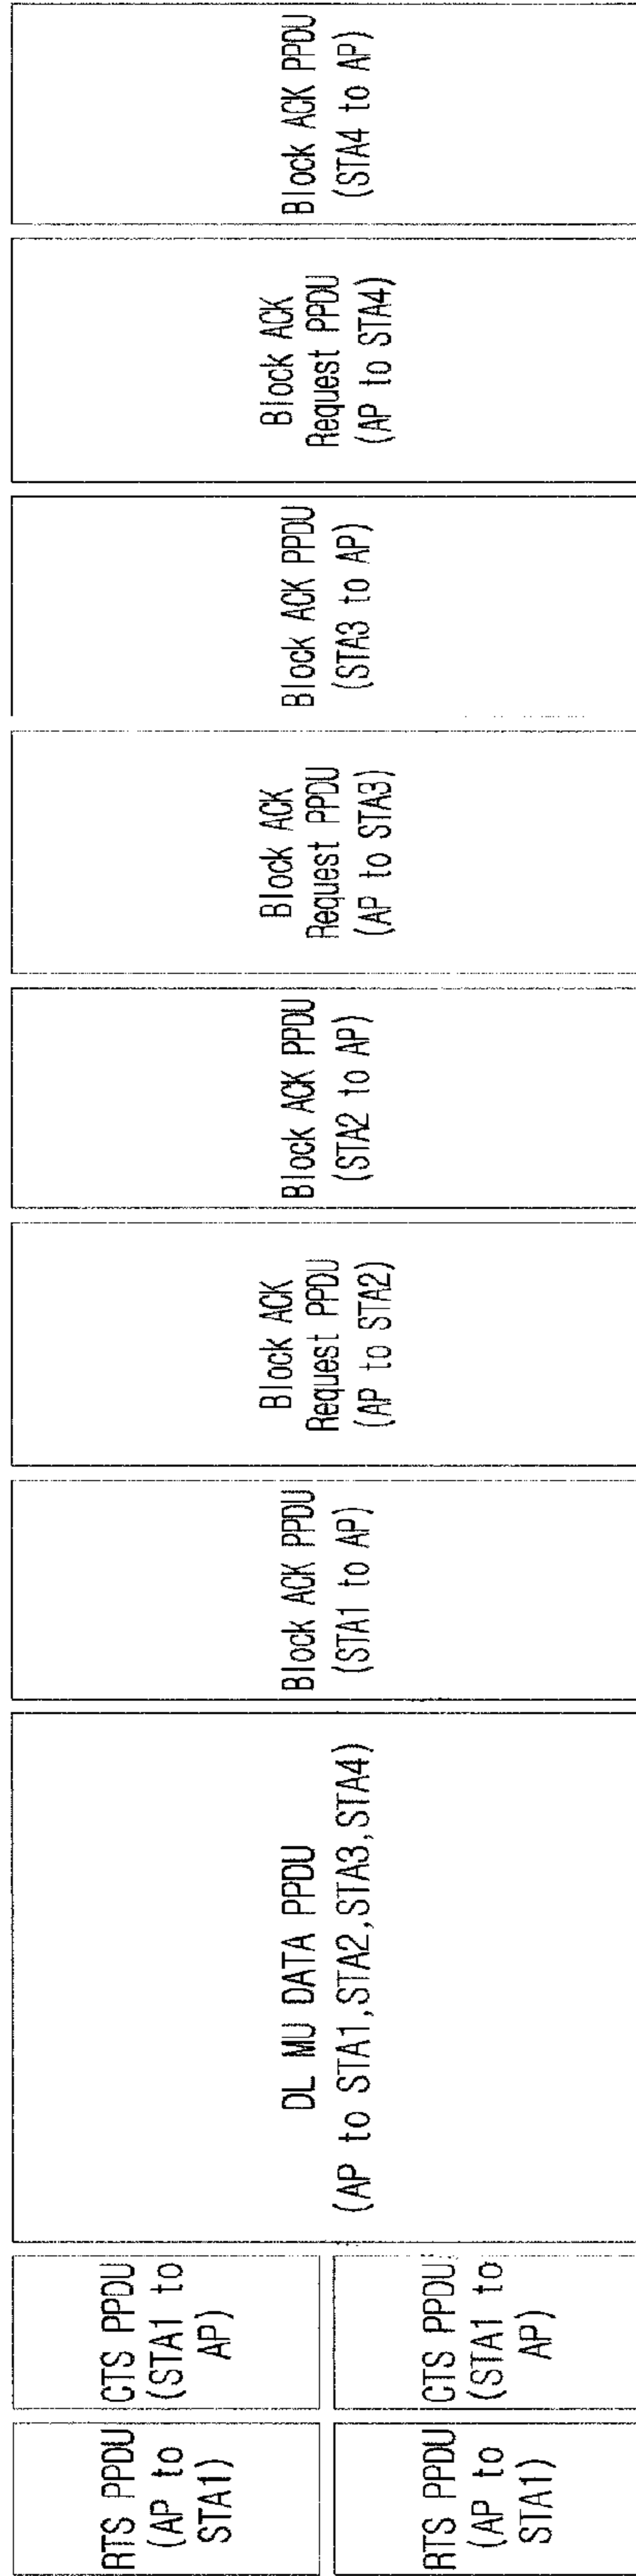 RTS PPDU
(AP to
STA1)
RTS PPDU
(AP to
STA1)
CTS PPDU
(STA1 to
AP)
CTS PPDU
(STA1 to
AP)
DL MU DATA PPDU
(AP to STA1,STA2,STA3,STA4)
Block ACK PPDU
(STA1 to AP)
Block ACK
Request PPDU
(AP to STA2)
Block ACK PPDU
(STA2 to AP)
Block ACK
Request PPDU
(AP to STA3)
Block ACK PPDU
(STA3 to AP)
Block ACK
Request PPDU
(AP to STA4)
Block ACK PPDU
(STA4 to AP)